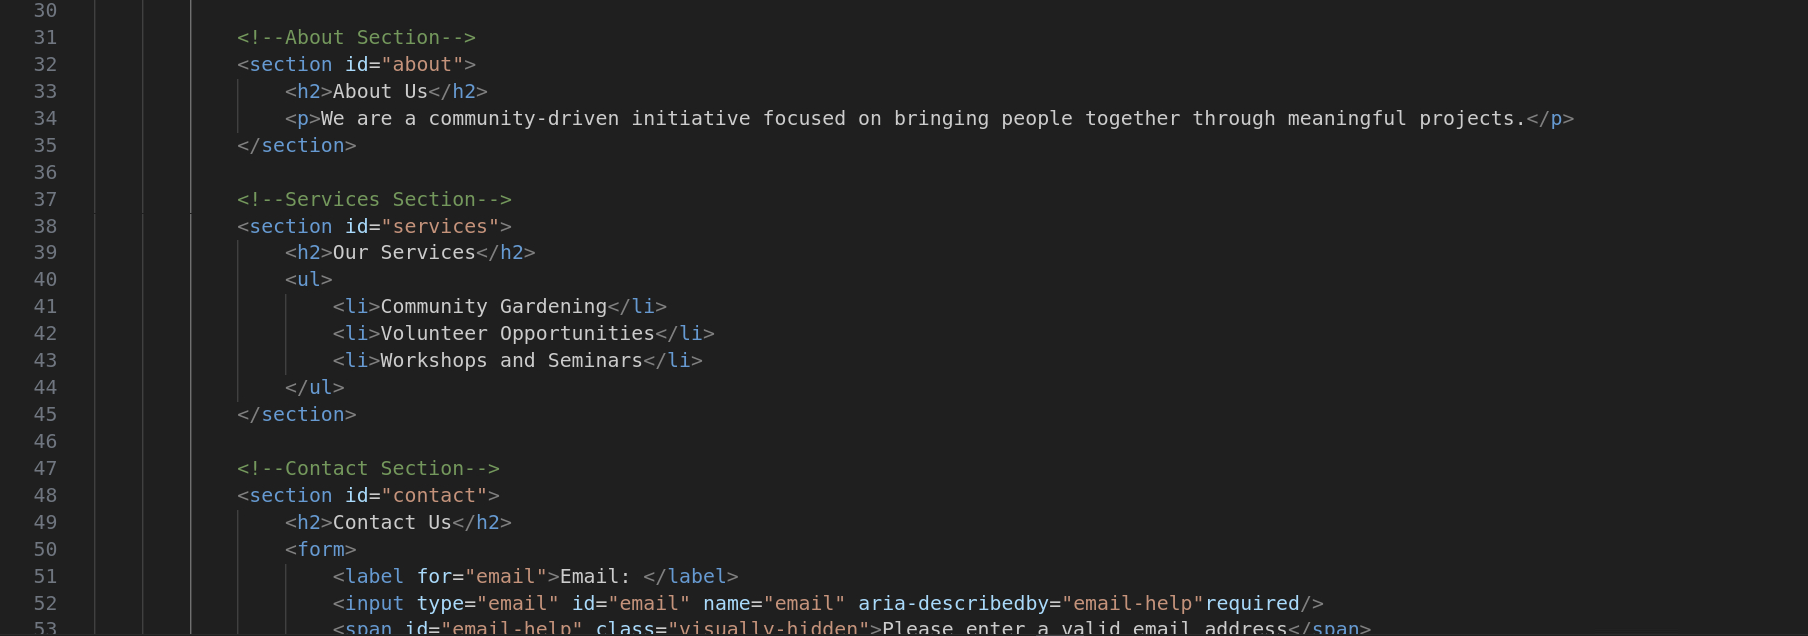 30
31 <!--About Section-->
32 <section id="about">
33 <h2>About Us</h2>
34 <p>We are a community-driven initiative focused on bringing people together through meaningful projects.</p>
35 </section>
36
37 <!--Services Section-->
38 <section id="services">
39 <h2>Our Services</h2>
40 <ul>
41 <li>Community Gardening</li>
42 <li>Volunteer Opportunities</li>
43 <li>Workshops and Seminars</li>
44 </ul>
45 </section>
46
47 <!--Contact Section-->
48 <section id="contact">
49 <h2>Contact Us</h2>
50 <form>
51 <label for="email">Email: </label>
52 <input type="email" id="email" name="email" aria-describedby="email-help"required/>
53 <span id="email-help" class="visually-hidden">Please enter a valid email address</span>